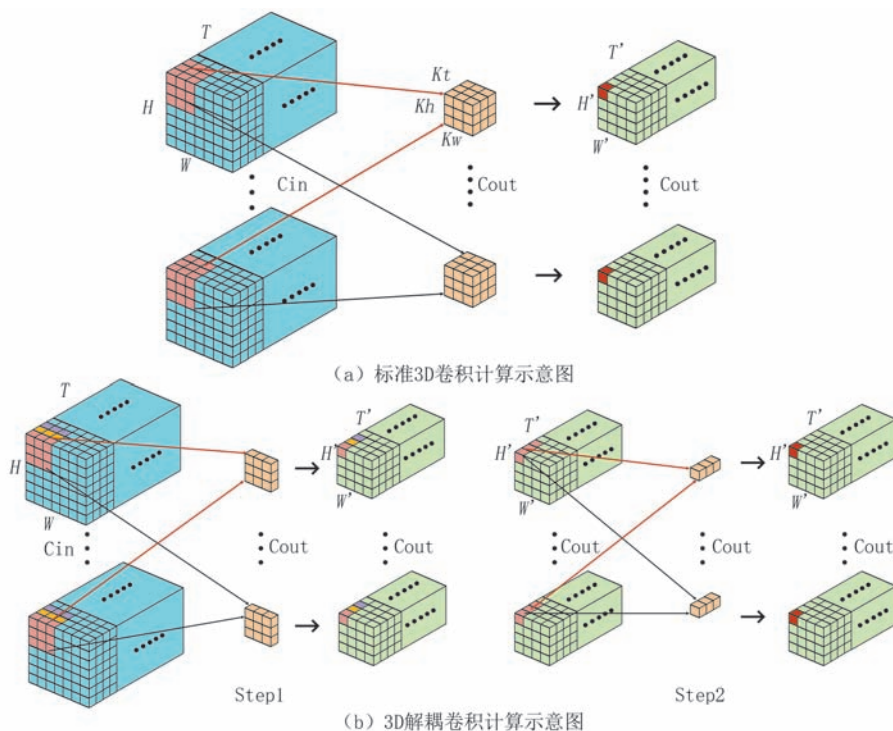 T
H
W
Cin
Kt
Kh
Kw
Cout
T'
H'
W'
Cout
(a) 标准3D卷积计算示意图
T
H
W
Cin
Cout
T'
H'
W'
Cout
Step1
T'
H'
W'
Cout
Cout
T'
H'
W'
Cout
Step2
(b) 3D解耦卷积计算示意图